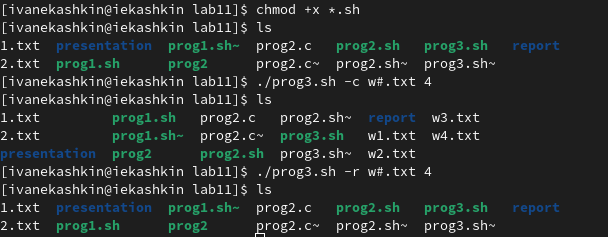 [ivanekashkin@iekashkin lab11]$ chmod +x *.sh
[ivanekashkin@iekashkin lab11]$ ls
1.txt  presentation  prog1.sh~  prog2.c   prog2.sh   prog3.sh   report
2.txt  prog1.sh      prog2      prog2.c~  prog2.sh~  prog3.sh~
[ivanekashkin@iekashkin lab11]$ ./prog3.sh -c w#.txt 4
[ivanekashkin@iekashkin lab11]$ ls
1.txt         prog1.sh   prog2.c   prog2.sh~  report  w3.txt
2.txt         prog1.sh~  prog2.c~  prog3.sh   w1.txt  w4.txt
presentation  prog2      prog2.sh  prog3.sh~  w2.txt
[ivanekashkin@iekashkin lab11]$ ./prog3.sh -r w#.txt 4
[ivanekashkin@iekashkin lab11]$ ls
1.txt  presentation  prog1.sh~  prog2.c   prog2.sh   prog3.sh   report
2.txt  prog1.sh      prog2      prog2.c~  prog2.sh~  prog3.sh~